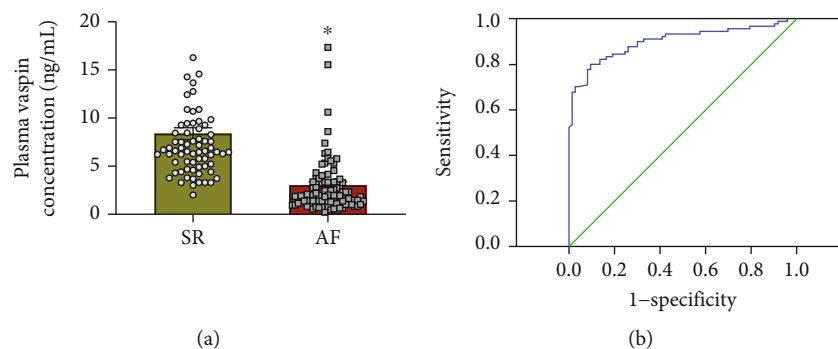 Plasma vaspin
concentration (ng/mL)
20
15
10
5
0
*
SR
AF
(a)
Sensitivity
1.0
0.8
0.6
0.4
0.2
0.0
0.0 0.2 0.4 0.6 0.8 1.0
1−specificity
(b)